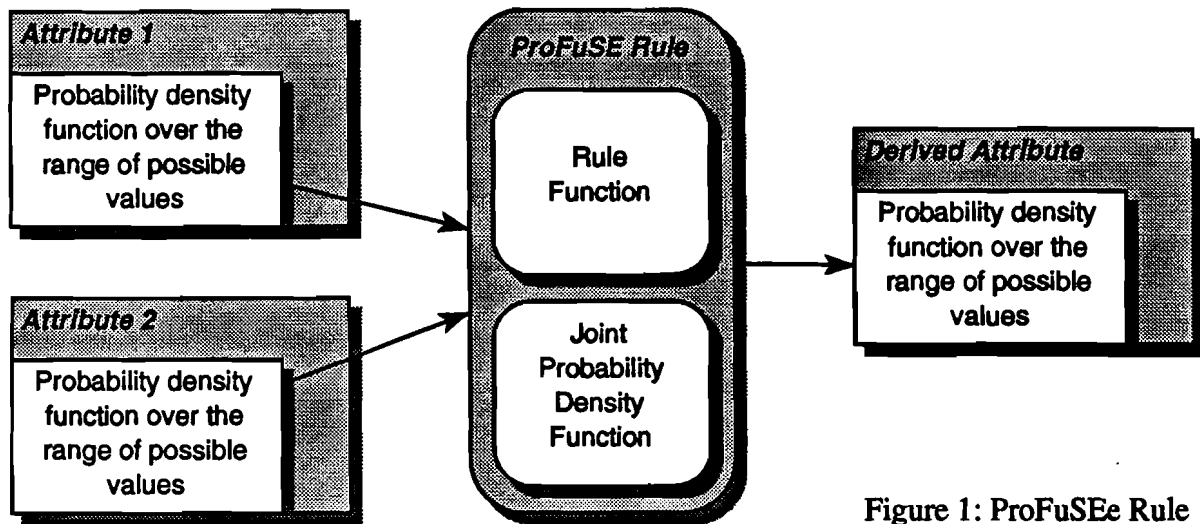 Attribute 1
Probability density
function over the
range of possible
values
Attribute 2
Probability density
function over the
range of possible
values
ProFuSE Rule
Rule
Function
Joint
Probability
Density
Function
Derived Attribute
Probability density
function over the
range of possible
values
Figure 1: ProFuSEe Rule